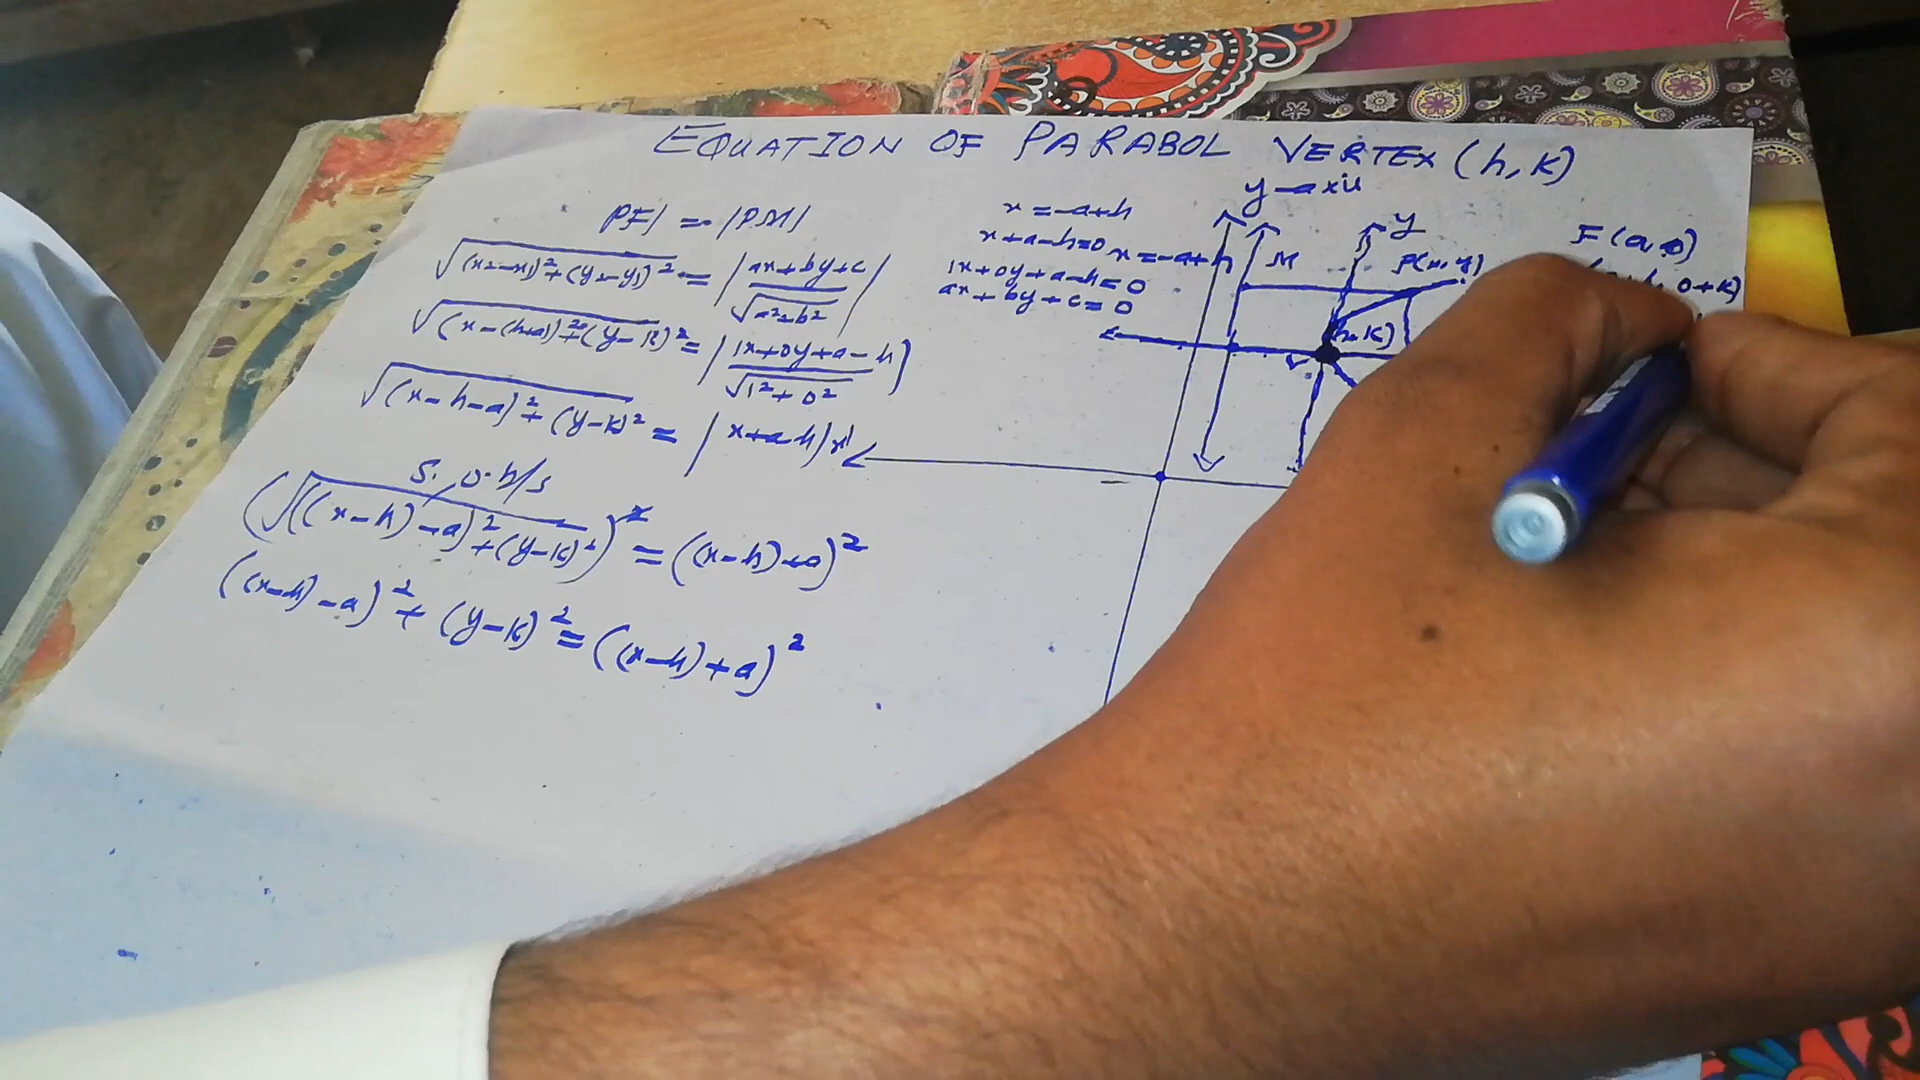 EQUATION OF PARABOL VERTEX (h, k)
PF| = |PM|
√(x₂-x₁)²+(y₂-y₁)² = |ax+by+c / √a²+b²|
√(x-(h+a))²+(y-k)² = |1x+0y+a-h / √1²+0²|
√(x-h-a)²+(y-k)² = |x+a-h|
S. O. b/s
(√((x-h)-a)²+(y-k)²)² = ((x-h)+a)²
((x-h)-a)²+(y-k)² = ((x-h)+a)²
x=-a+h
x+a-h=0
1x+0y+a-h=0
ax+by+c=0
y-axis
x=-a+h
M
y
P(x,y)
(h,k)
x'
F(a,0)
0+k)